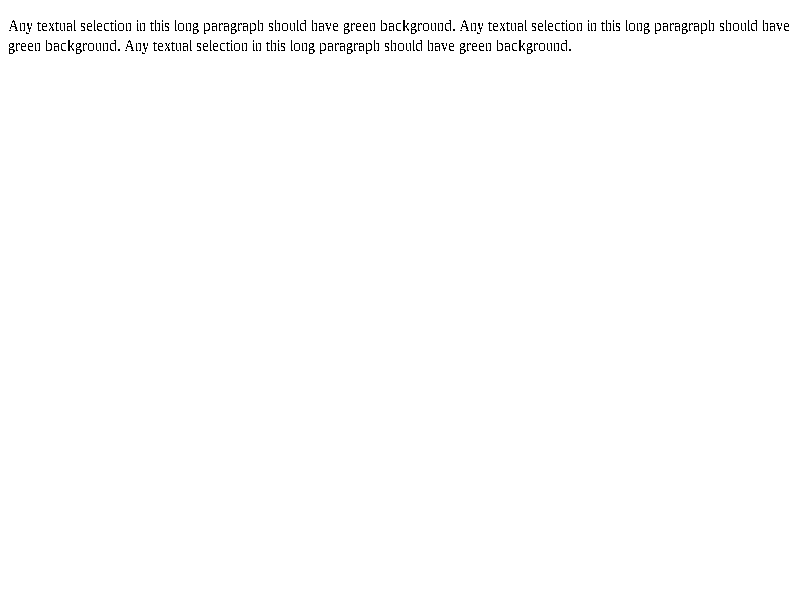 Any textual selection in this long paragraph should have green background. Any textual selection in this long paragraph should have
green background. Any textual selection in this long paragraph should have green background.